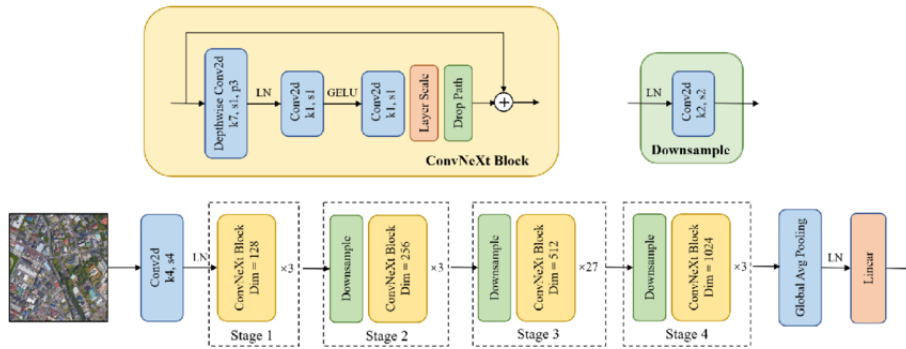 Depthwise Conv2d
k7, s1, p3
LN
Conv2d
k1, s1
GELU
Conv2d
k1, s1
Layer Scale
Drop Path
ConvNeXt Block
LN
Conv2d
k2, s2
Downsample
Conv2d
k4, s4
LN
ConvNeXt Block
Dim = 128
×3
Stage 1
Downsample
ConvNeXt Block
Dim = 256
×3
Stage 2
Downsample
ConvNeXt Block
Dim = 512
×27
Stage 3
Downsample
ConvNeXt Block
Dim = 1024
×3
Stage 4
Global Avg Pooling
LN
Linear